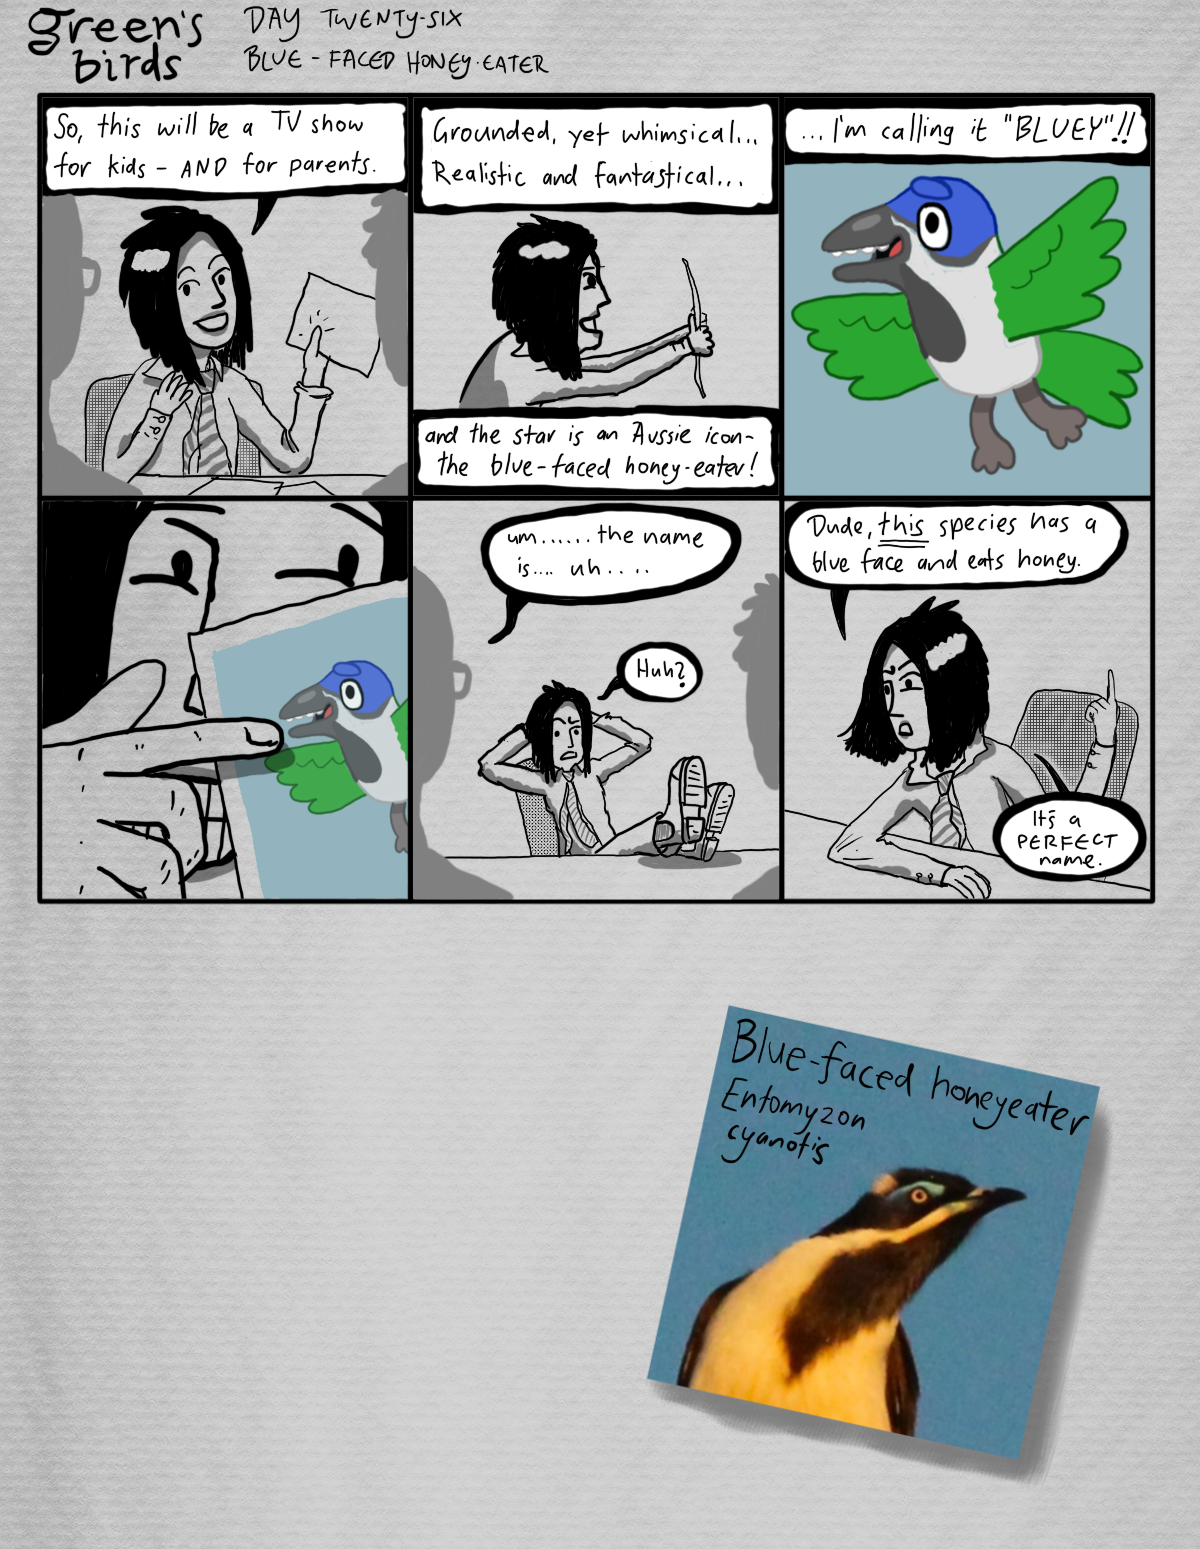 green's
birds
DAY TWENTY-SIX
BLUE-FACED HONEY-EATER
So, this will be a TV show
for kids - AND for parents.
Grounded, yet whimsical...
Realistic and fantastical...
and the star is an Aussie icon-
the blue-faced honey-eater!
...I'm calling it "BLUEY"!!
um...... the name
is.... uh....
Huh?
Dude, this species has a
blue face and eats honey.
It's a
PERFECT
name.
Blue-faced honeyeater
Entomyzon
cyanotis